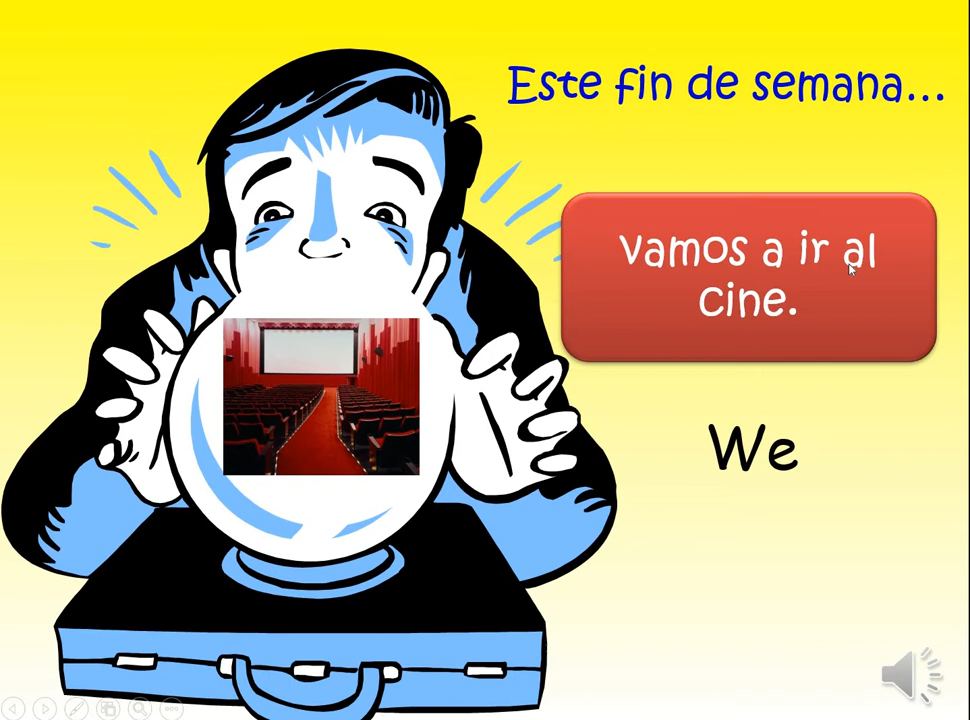 Este fin de semana...
vamos a ir al
cine.
We